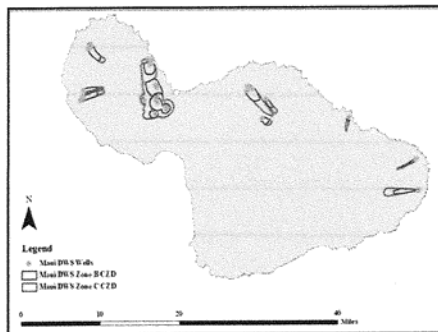 N
Legend
Maui DWS Wells
Maui DWS Zone B CZD
Maui DWS Zone C CZD
0 10 20 40
Miles